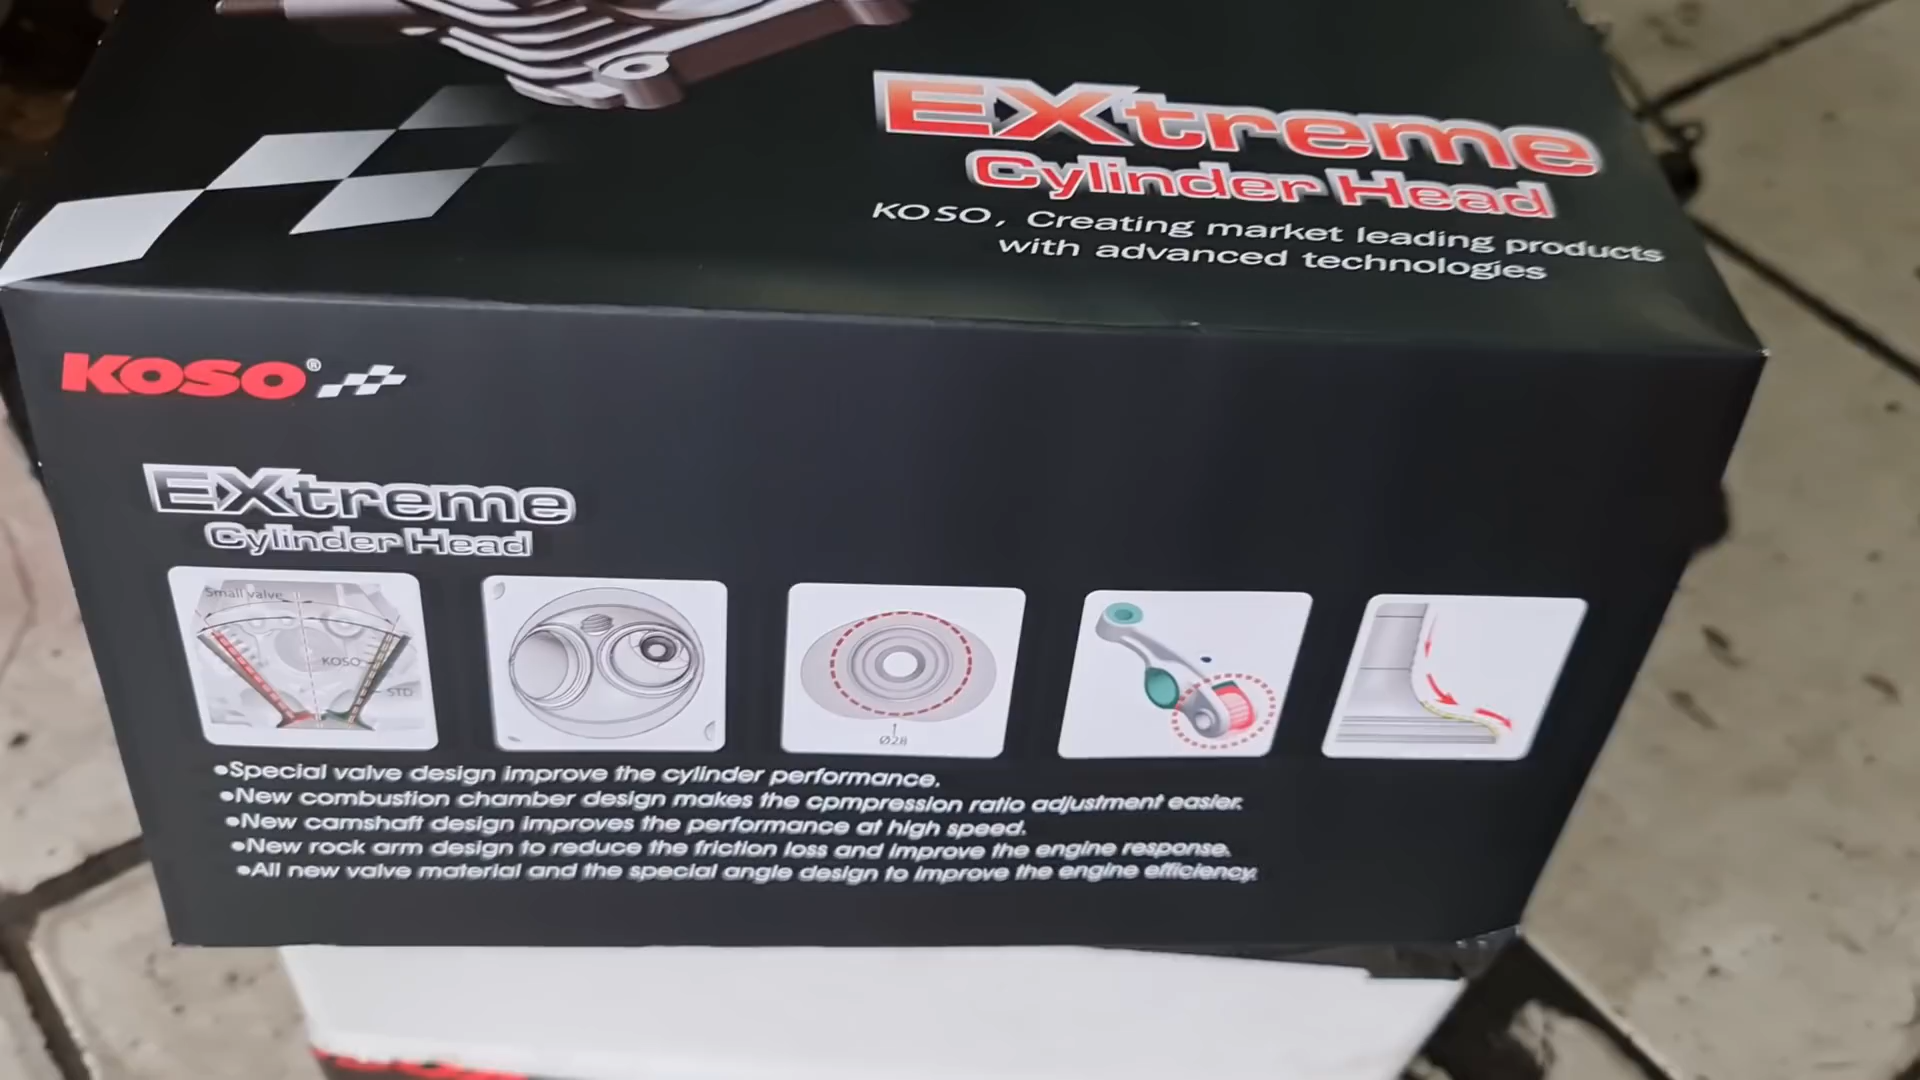 EXtreme
Cylinder Head
KOSO, Creating market leading products
with advanced technologies
KOSO®
EXtreme
Cylinder Head
Small valve
KOSO
STD
Ø28
•Special valve design improve the cylinder performance.
•New combustion chamber design makes the cpmpression ratio adjustment easier.
•New camshaft design improves the performance at high speed.
•New rock arm design to reduce the friction loss and improve the engine response.
•All new valve material and the special angle design to improve the engine efficiency.